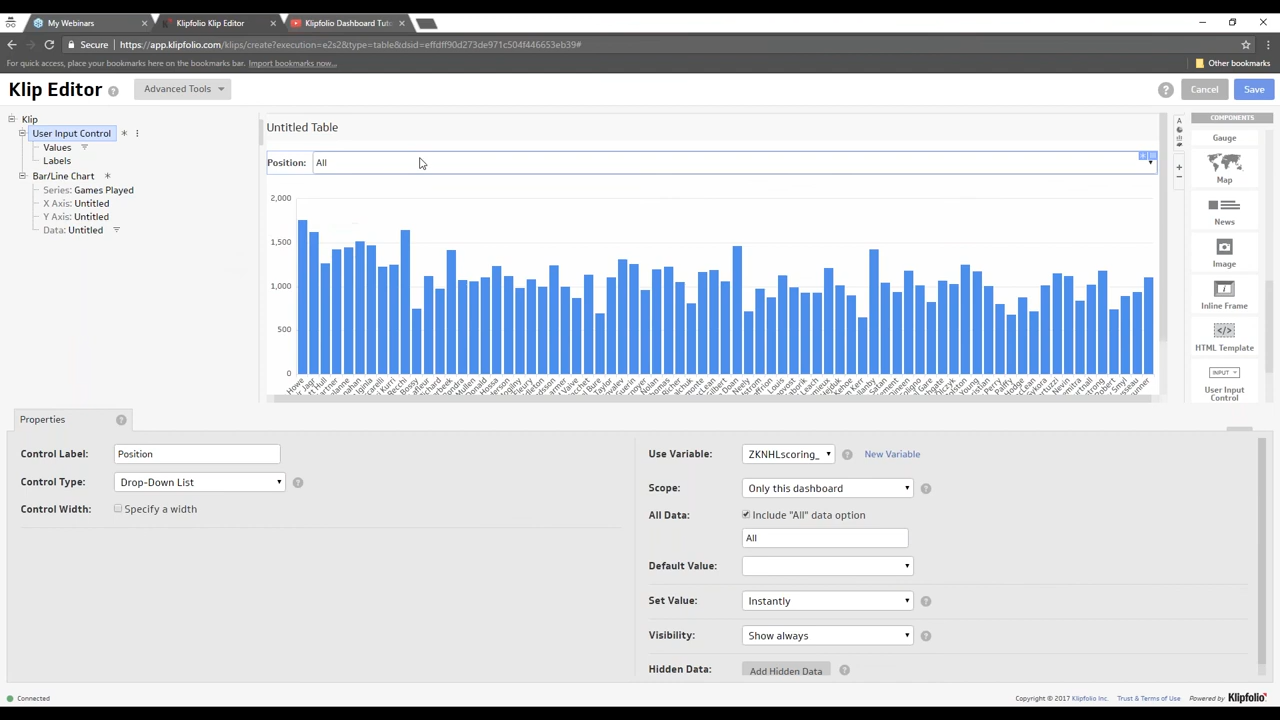 My Webinars
Klipfolio Klip Editor
Klipfolio Dashboard Tuto
Secure
https://app.klipfolio.com/klips/create?execution=e2s2&type=table&dsid=effdff90d273de971c504f446653eb39#
For quick access, place your bookmarks here on the bookmarks bar. Import bookmarks now...
Other bookmarks
Klip Editor
Advanced Tools
Cancel
Save
Klip
User Input Control
Values
Labels
Bar/Line Chart
Series: Games Played
X Axis: Untitled
Y Axis: Untitled
Data: Untitled
Untitled Table
Position: All
2,000
1,500
1,000
500
0
COMPONENTS
Gauge
Map
News
Image
Inline Frame
HTML Template
INPUT
User Input
Control
Properties
Control Label: Position
Control Type: Drop-Down List
Control Width: Specify a width
Use Variable: ZKNHLscoring_ New Variable
Scope: Only this dashboard
All Data: Include "All" data option
All
Default Value:
Set Value: Instantly
Visibility: Show always
Hidden Data: Add Hidden Data
Connected
Copyright © 2017 Klipfolio Inc. Trust & Terms of Use Powered by Klipfolio